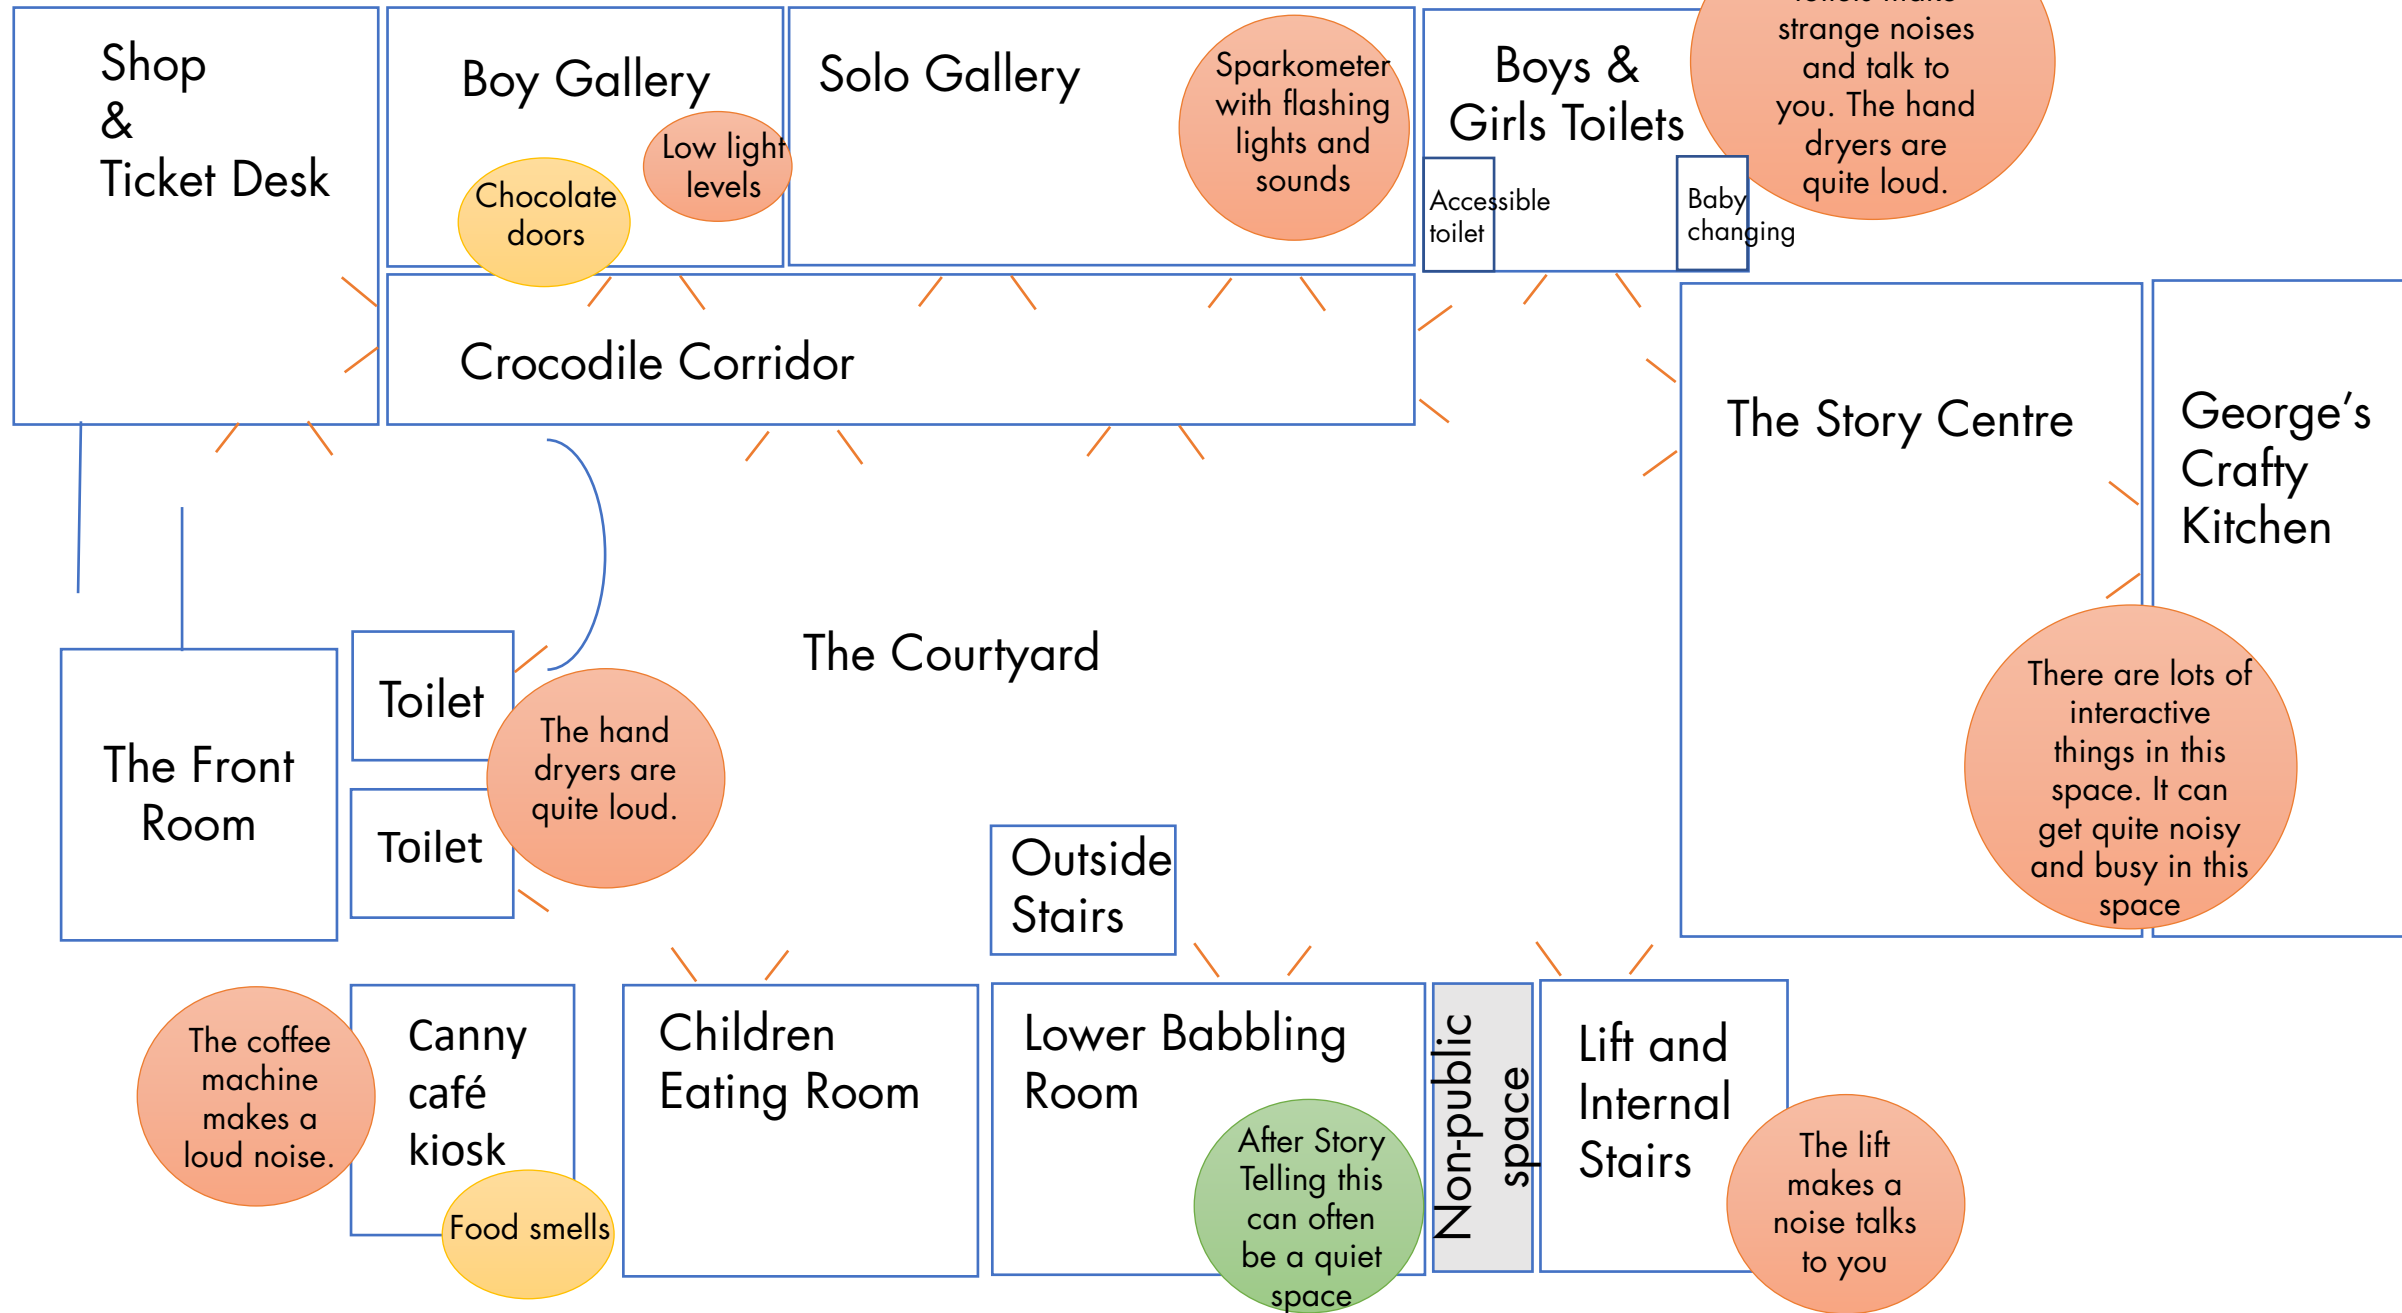 Shop
&
Ticket Desk
Boy Gallery
Low light
levels
Chocolate
doors
Solo Gallery
Sparkometer
with flashing
lights and
sounds
Boys &
Girls Toilets
Accessible
toilet
Baby
changing
strange noises
and talk to
you. The hand
dryers are
quite loud.
Crocodile Corridor
The Story Centre
George’s
Crafty
Kitchen
There are lots of
interactive
things in this
space. It can
get quite noisy
and busy in this
space
The Courtyard
Toilet
Toilet
The hand
dryers are
quite loud.
The Front
Room
Outside
Stairs
The coffee
machine
makes a
loud noise.
Canny
café
kiosk
Food smells
Children
Eating Room
Lower Babbling
Room
After Story
Telling this
can often
be a quiet
space
Non-public
space
Lift and
Internal
Stairs
The lift
makes a
noise talks
to you